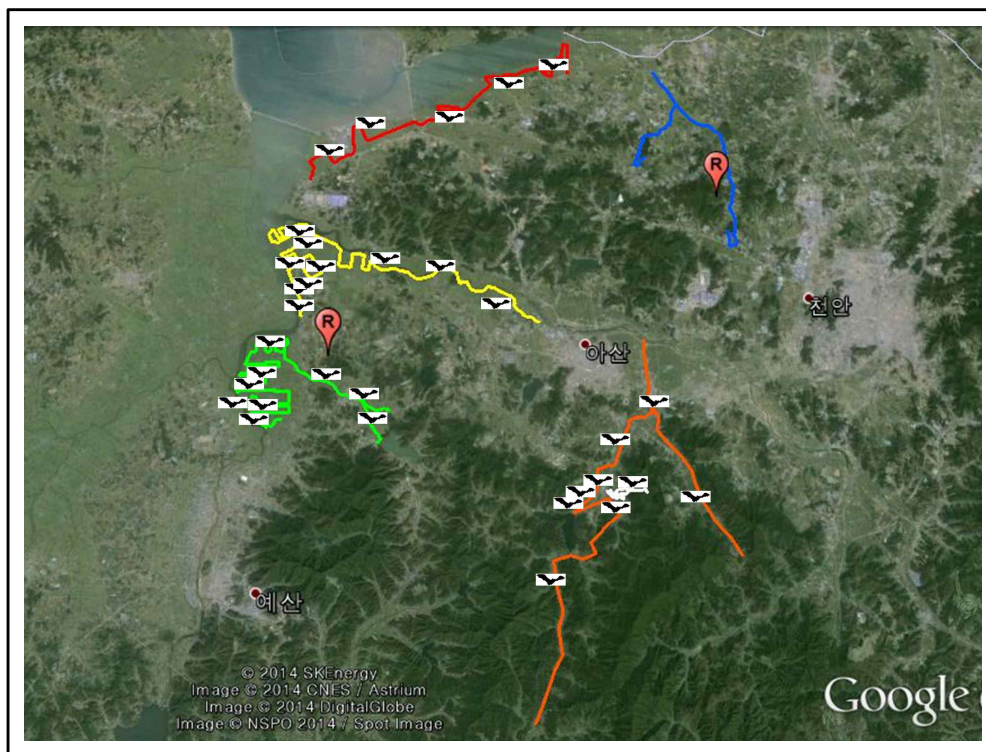 R
천안
R
아산
예산
© 2014 SKEnergy
Image © 2014 CNES / Astrium
Image © 2014 DigitalGlobe
Image © NSPO 2014 / Spot Image
Google